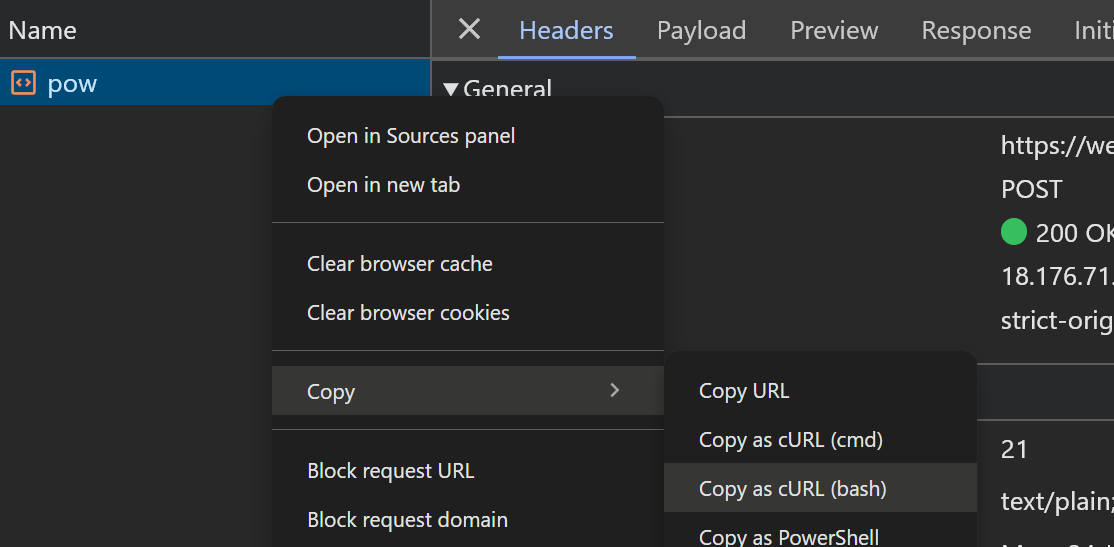 Name
Headers Payload Preview Response
pow
General
Open in Sources panel
Open in new tab
Clear browser cache
Clear browser cookies
Copy
Block request URL
Block request domain
Copy URL
Copy as cURL (cmd)
Copy as cURL (bash)
Copy as PowerShell
https://we
POST
200 OK
18.176.71.
strict-orig
21
text/plain;